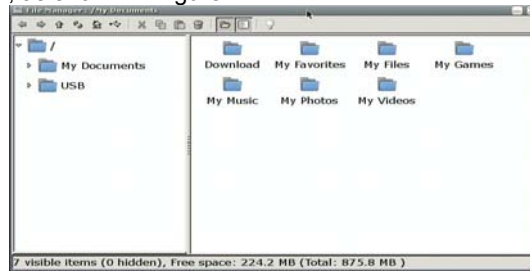 File Manager: /My Documents
/
My Documents
USB
Download My Favorites My Files My Games
My Music My Photos My Videos
7 visible items (0 hidden), Free space: 224.2 MB (Total: 875.8 MB )